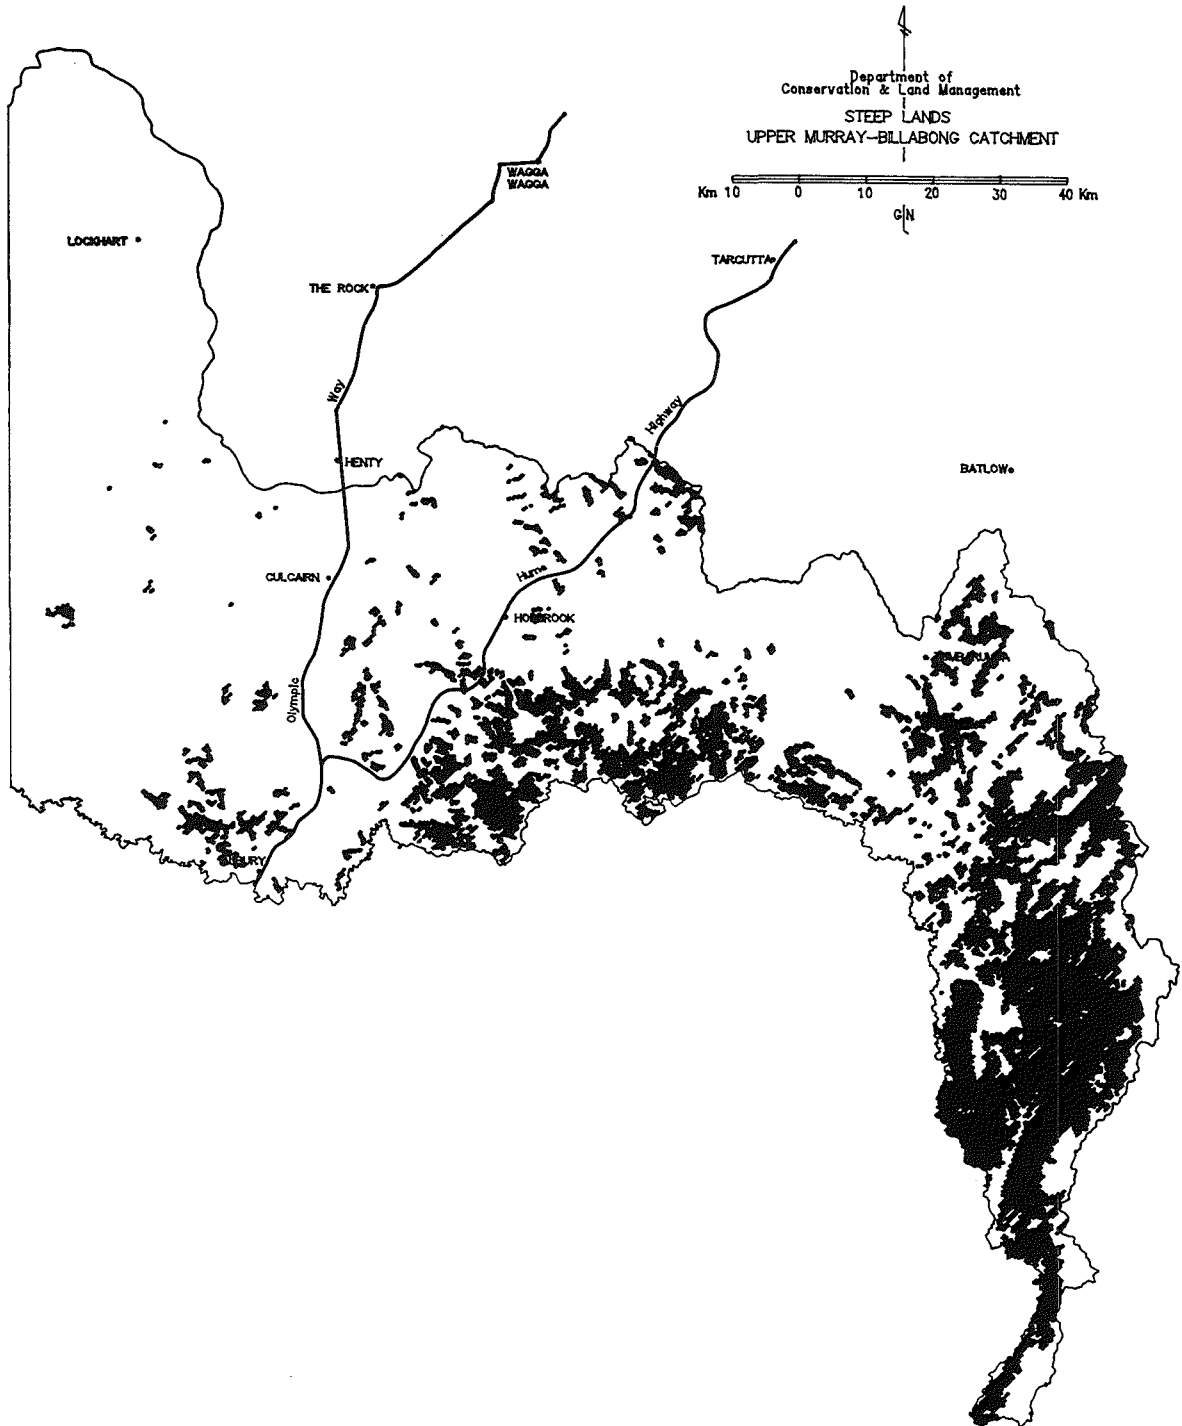 Department of
Conservation & Land Management
STEEP LANDS
UPPER MURRAY-BILLABONG CATCHMENT
Km 10 0 10 20 30 40 Km
G N
WAGGA
WAGGA
LOCKHART
TARCUTTA
THE ROCK
Way
Highway
HENTY
BATLOW
CULCAIRN
Hume
HOLBROOK
Olympic